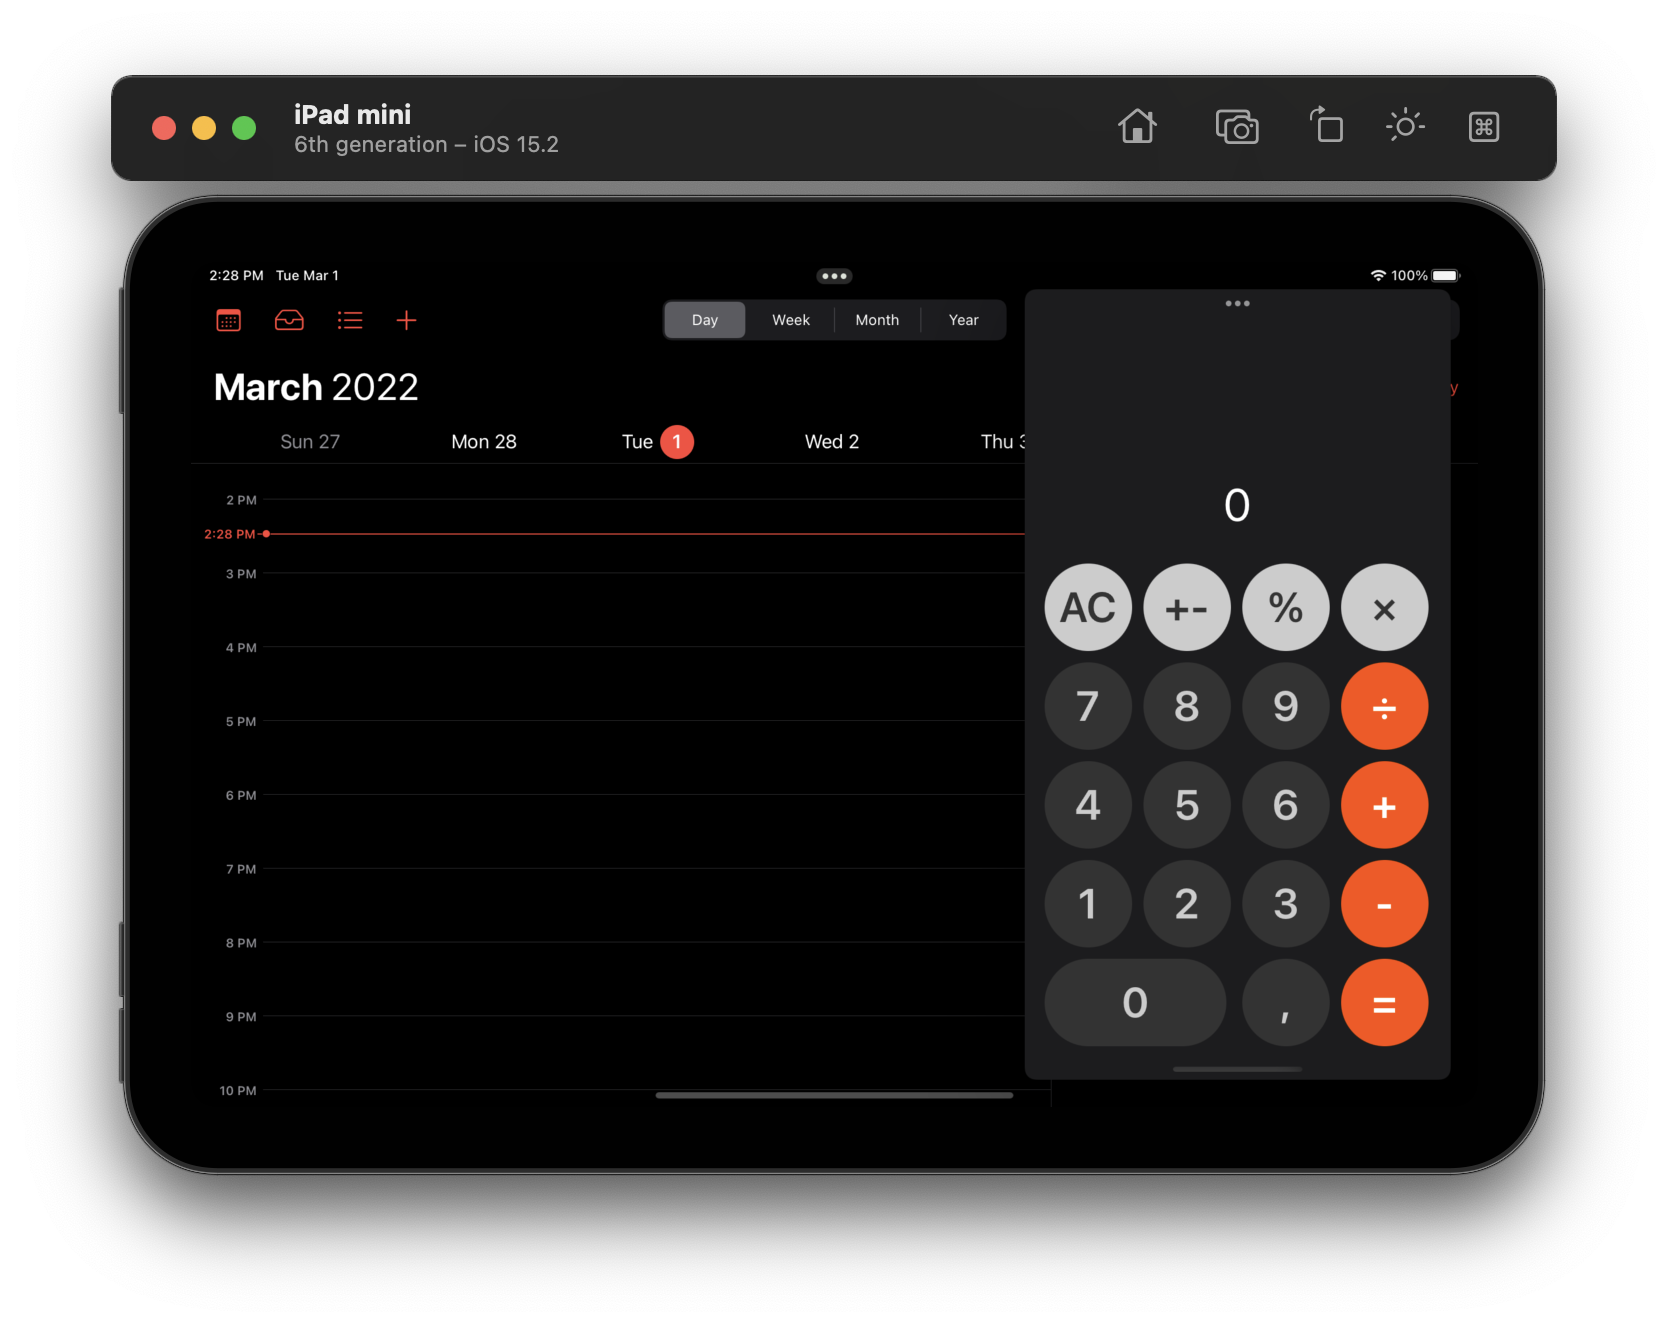 iPad mini
6th generation – iOS 15.2
2:28 PM Tue Mar 1
100%
Day Week Month Year
March 2022
y
Sun 27 Mon 28 Tue 1 Wed 2 Thu 3
2 PM
2:28 PM
3 PM
4 PM
5 PM
6 PM
7 PM
8 PM
9 PM
10 PM
0
AC +- % ×
7 8 9 ÷
4 5 6 +
1 2 3 -
0 , =